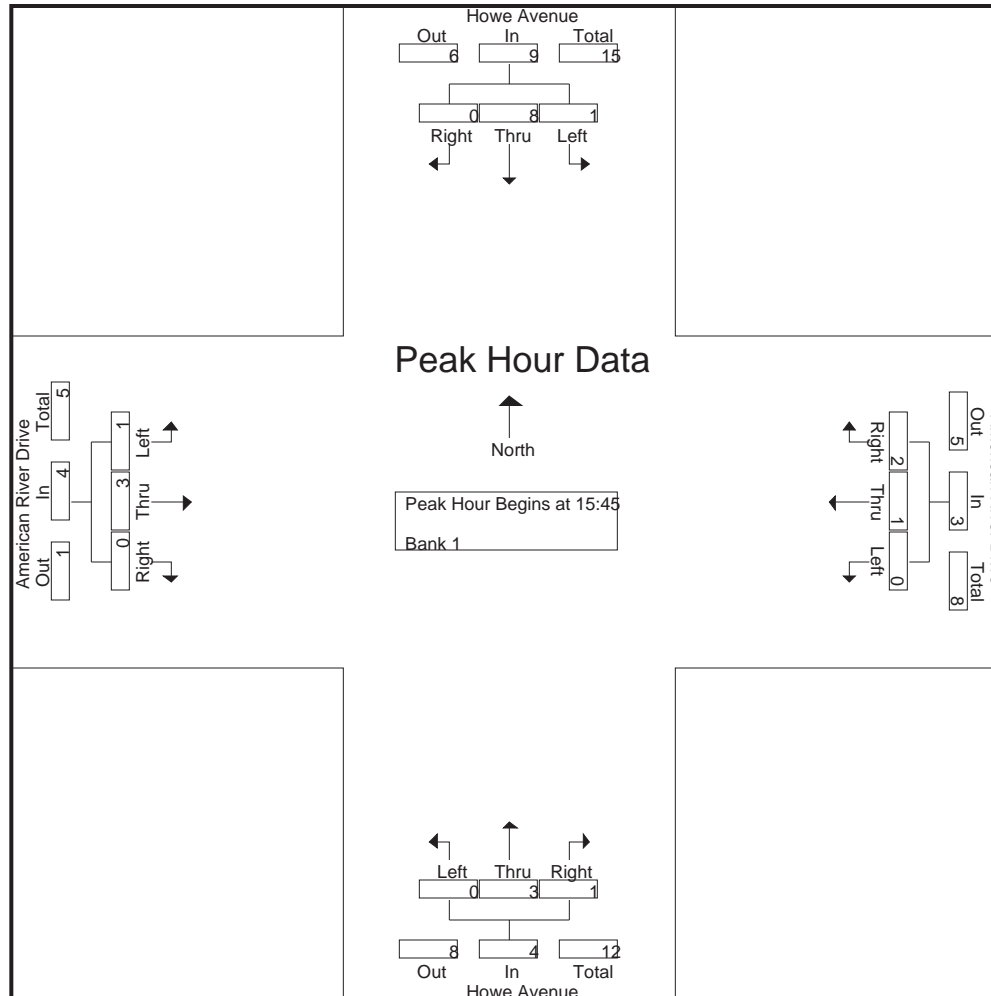 Howe Avenue
Out In Total
6 9 15
0 8 1
Right Thru Left
Peak Hour Data
North
Peak Hour Begins at 15:45
Bank 1
American River Drive
Out In Total
1 4 5
Left Thru Right
1 3 0
Out In Total
5 3 8
Right Thru Left
2 1 0
Left Thru Right
0 3 1
8 4 12
Out In Total
Howe Avenue